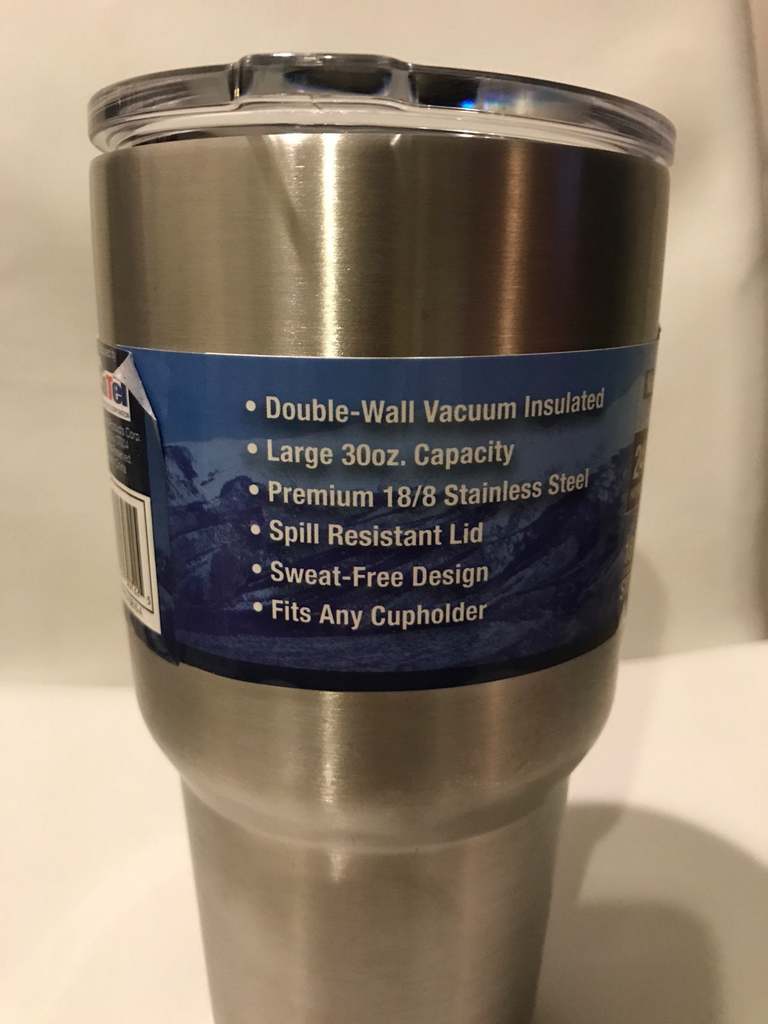 • Double-Wall Vacuum Insulated
• Large 30oz. Capacity
• Premium 18/8 Stainless Steel
• Spill Resistant Lid
• Sweat-Free Design
• Fits Any Cupholder
Corp.